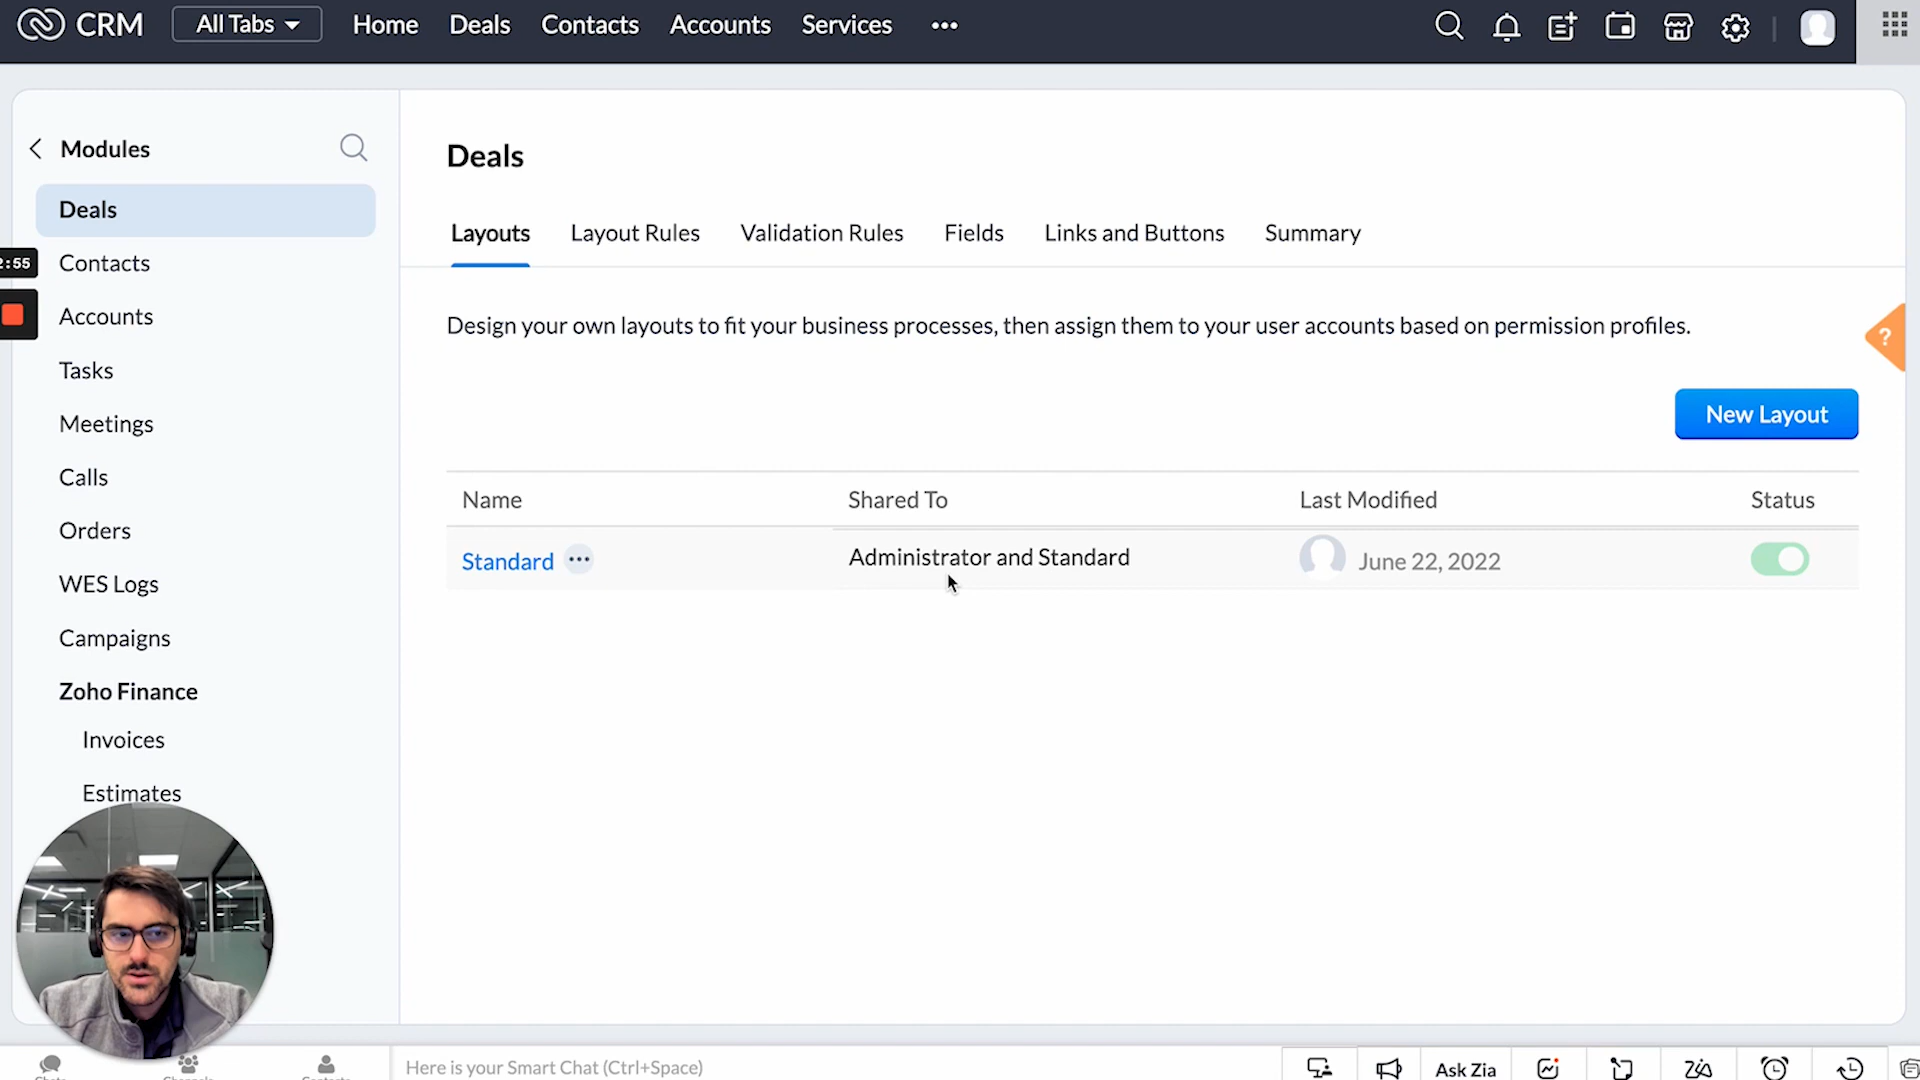 CRM
All Tabs
Home
Deals
Contacts
Accounts
Services
Modules
Deals
Contacts
Accounts
Tasks
Meetings
Calls
Orders
WES Logs
Campaigns
Zoho Finance
Invoices
Estimates
2:55
Deals
Layouts
Layout Rules
Validation Rules
Fields
Links and Buttons
Summary
Design your own layouts to fit your business processes, then assign them to your user accounts based on permission profiles.
?
New Layout
Name
Shared To
Last Modified
Status
Standard
Administrator and Standard
June 22, 2022
Here is your Smart Chat (Ctrl+Space)
Ask Zia